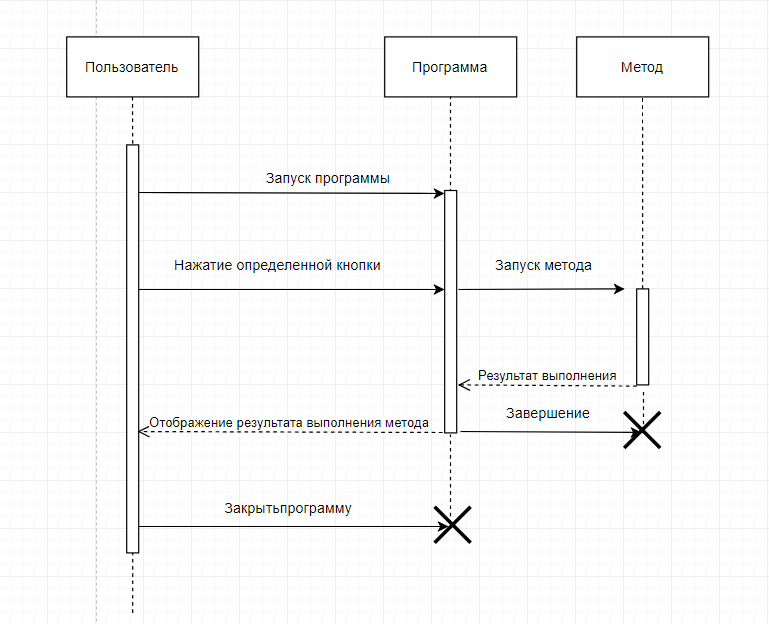 Пользователь
Программа
Метод
Запуск программы
Нажатие определенной кнопки
Запуск метода
Результат выполнения
Завершение
Отображение результата выполнения метода
Закрытьпрограмму